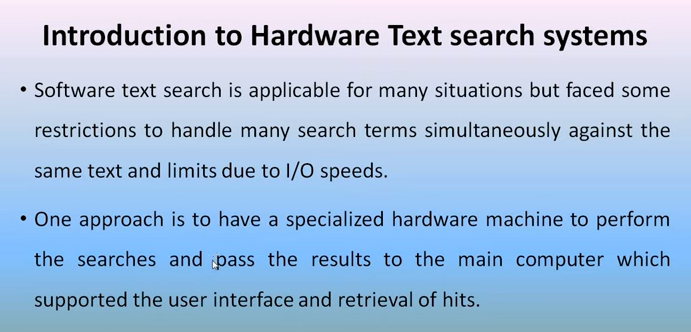 Introduction to Hardware Text search systems
• Software text search is applicable for many situations but faced some
restrictions to handle many search terms simultaneously against the
same text and limits due to I/O speeds.
• One approach is to have a specialized hardware machine to perform
the searches and pass the results to the main computer which
supported the user interface and retrieval of hits.